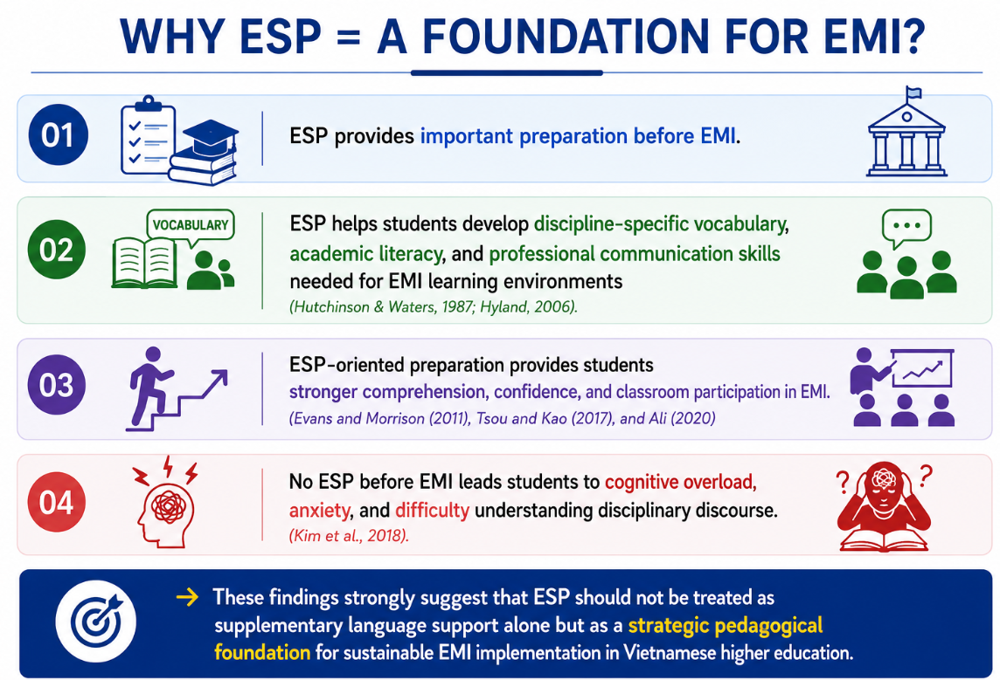 WHY ESP = A FOUNDATION FOR EMI?
01
ESP provides important preparation before EMI.
02
VOCABULARY
ESP helps students develop discipline-specific vocabulary,
academic literacy, and professional communication skills
needed for EMI learning environments
(Hutchinson & Waters, 1987; Hyland, 2006).
03
ESP-oriented preparation provides students
stronger comprehension, confidence, and classroom participation in EMI.
(Evans and Morrison (2011), Tsou and Kao (2017), and Ali (2020)
04
No ESP before EMI leads students to cognitive overload,
anxiety, and difficulty understanding disciplinary discourse.
(Kim et al., 2018).
? ?
→ These findings strongly suggest that ESP should not be treated as
supplementary language support alone but as a strategic pedagogical
foundation for sustainable EMI implementation in Vietnamese higher education.